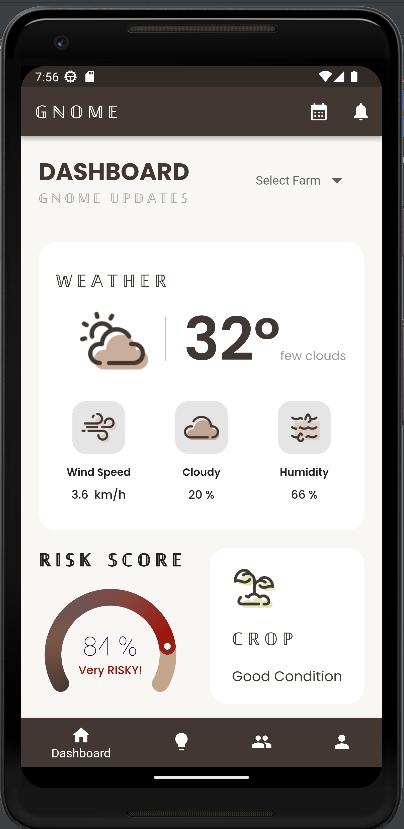 7:56
GNOME
DASHBOARD
GNOME UPDATES
Select Farm
WEATHER
32°
few clouds
Wind Speed
Cloudy
Humidity
3.6 km/h
20 %
66 %
RISK SCORE
84 %
Very RISKY!
CROP
Good Condition
Dashboard